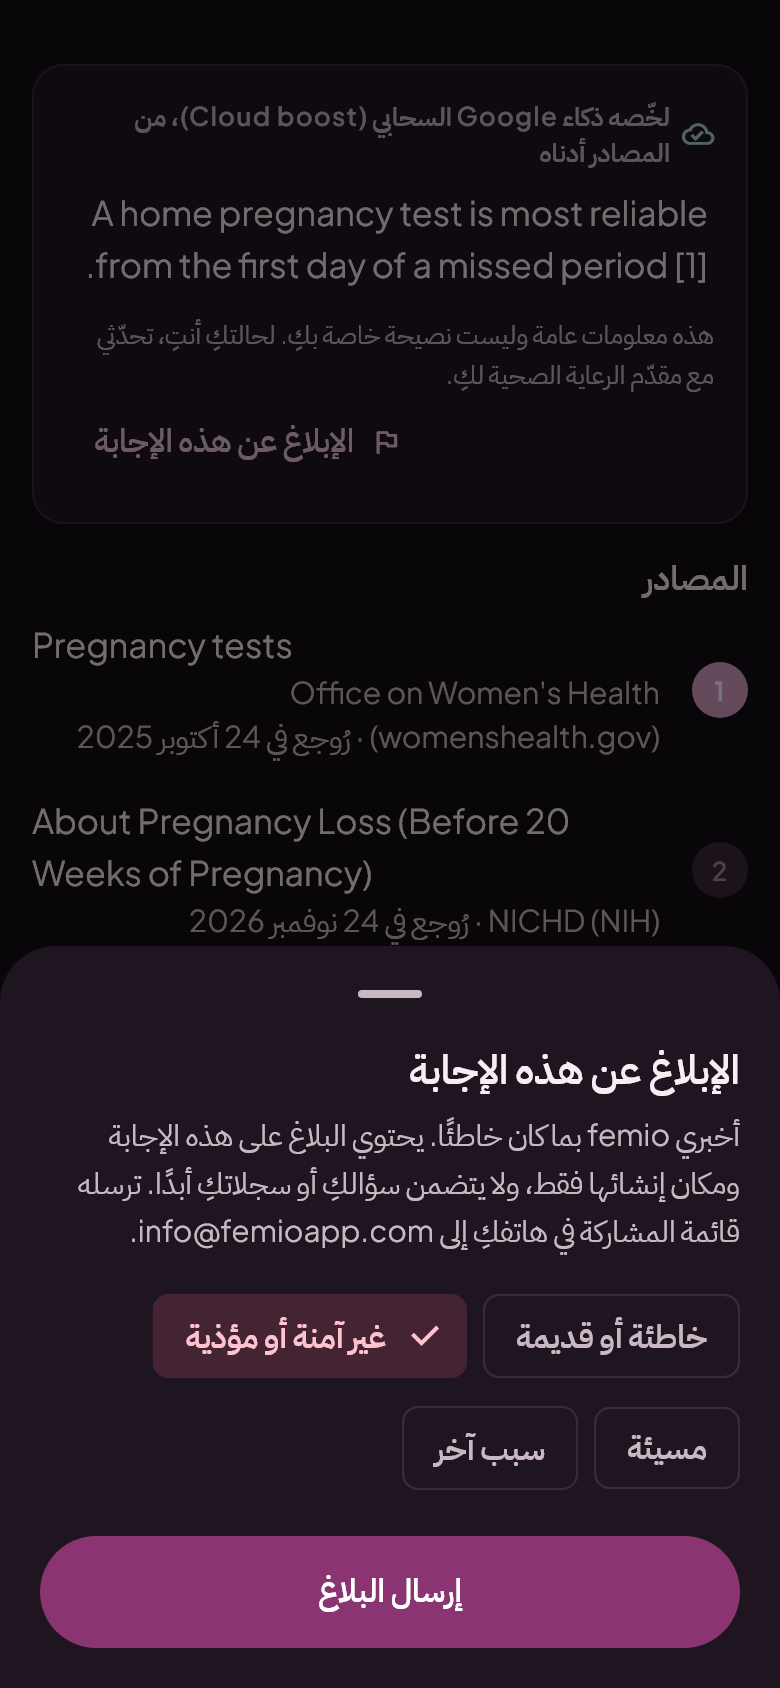 لخّصه ذكاء Google السحابي (Cloud boost)، من
المصادر أدناه
A home pregnancy test is most reliable
from the first day of a missed period [1].
هذه معلومات عامة وليست نصيحة خاصة بكِ. لحالتكِ أنتِ، تحدّثي
مع مقدّم الرعاية الصحية لكِ.
الإبلاغ عن هذه الإجابة
المصادر
Pregnancy tests
1
Office on Women's Health
(womenshealth.gov) · رُوجع في 24 أكتوبر 2025
About Pregnancy Loss (Before 20
Weeks of Pregnancy)
2
NICHD (NIH) · رُوجع في 24 نوفمبر 2026
الإبلاغ عن هذه الإجابة
أخبري femio بما كان خاطئًا. يحتوي البلاغ على هذه الإجابة
ومكان إنشائها فقط، ولا يتضمن سؤالكِ أو سجلاتكِ أبدًا. ترسله
قائمة المشاركة في هاتفكِ إلى info@femioapp.com.
خاطئة أو قديمة
غير آمنة أو مؤذية
مسيئة
سبب آخر
إرسال البلاغ